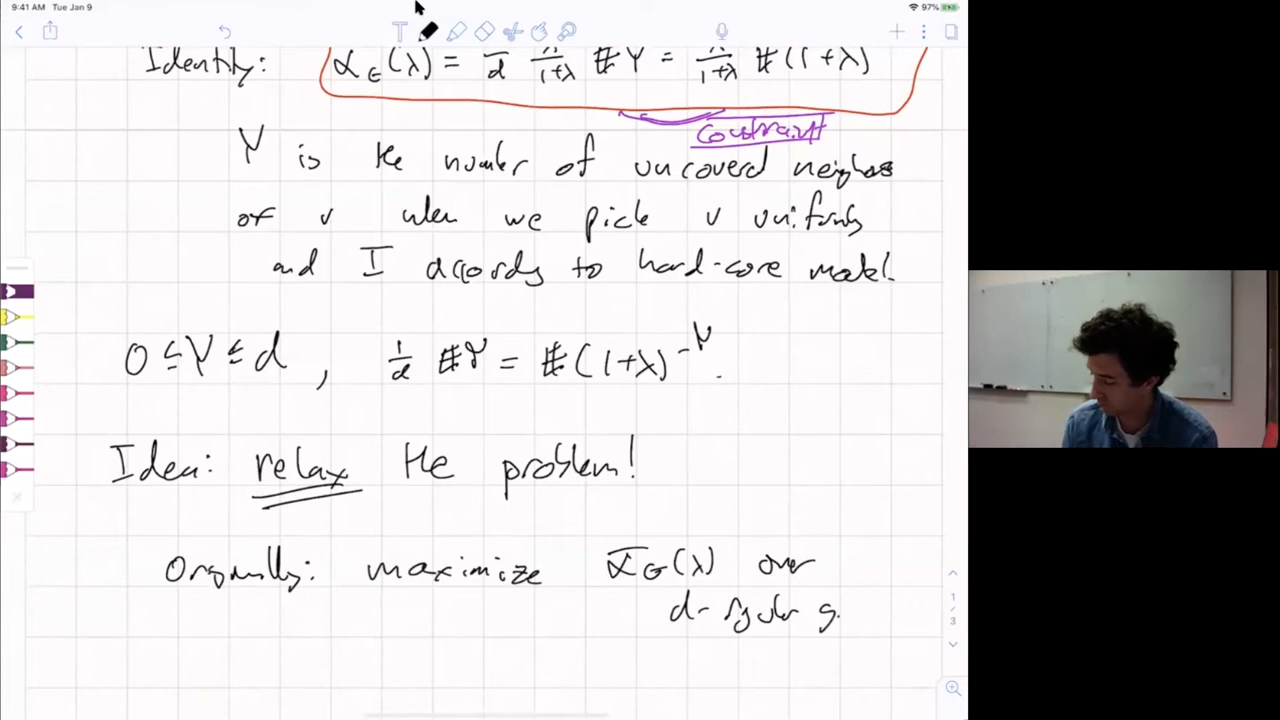 9:41 AM Tue Jan 9
97%
Identity: α_G(λ) = 1/d λ/(1+λ) 𝔼Y = λ/(1+λ) 𝔼(1+λ)
Constraint
Y is the number of uncovered neighbors
of v when we pick v uniformly
and I according to hard-core model.
0 ≤ Y ≤ d, 1/d 𝔼Y = 𝔼(1+λ)^{-Y}.
Idea: relax the problem!
Originally: maximize ᾱ_G(λ) over
d-regular g.
1
/
3